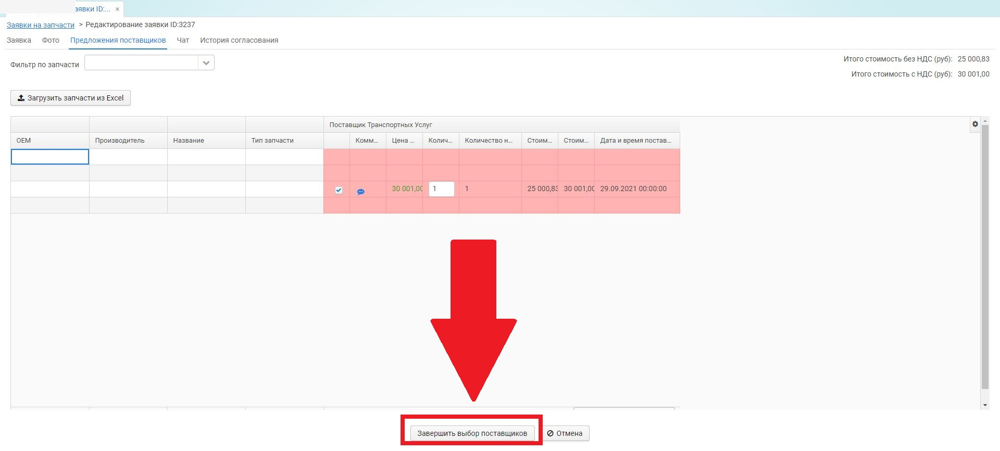 аявки ID:... ×
Заявки на запчасти > Редактирование заявки ID:3237
Заявка Фото Предложения поставщиков Чат История согласования
Фильтр по запчасти
Итого стоимость без НДС (руб): 25 000,83
Итого стоимость с НДС (руб): 30 001,00
Загрузить запчасти из Excel
Поставщик Транспортных Услуг
OEM Производитель Название Тип запчасти Комм... Цена ... Колич... Количество н... Стоим... Стоим... Дата и время постав...
30 001,00 1 1 25 000,83 30 001,00 29.09.2021 00:00:00
Завершить выбор поставщиков Отмена